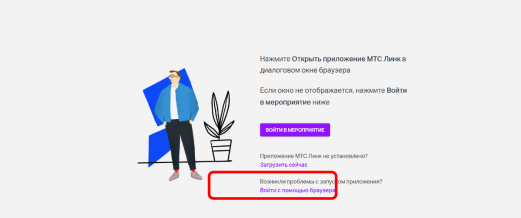 Нажмите Открыть приложение МТС Линк в
диалоговом окне браузера
Если окно не отображается, нажмите Войти
в мероприятие ниже
ВОЙТИ В МЕРОПРИЯТИЕ
Приложение МТС Линк не установлено?
Загрузить сейчас
Возникли проблемы с запуском приложения?
Войти с помощью браузера